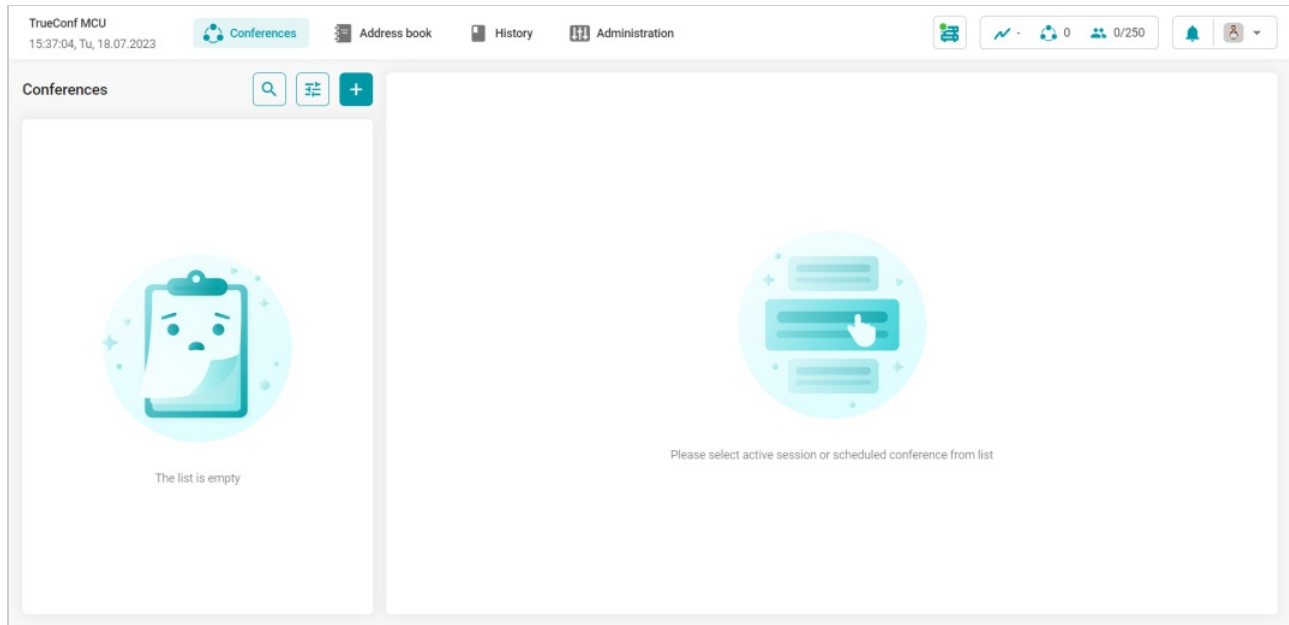 TrueConf MCU
15:37:04, Tu, 18.07.2023
Conferences
Address book
History
Administration
-
0
0/250
Conferences
The list is empty
Please select active session or scheduled conference from list